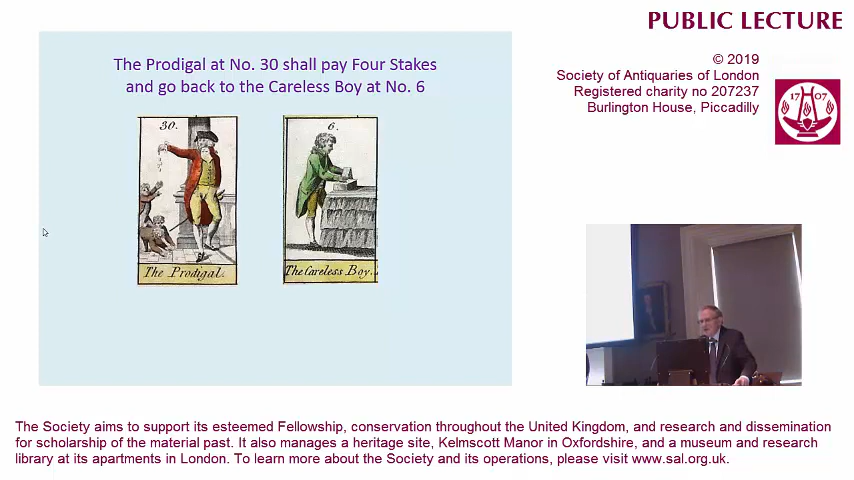 PUBLIC LECTURE
© 2019
Society of Antiquaries of London
Registered charity no 207237
Burlington House, Piccadilly
17 07
The Prodigal at No. 30 shall pay Four Stakes
and go back to the Careless Boy at No. 6
30.
The Prodigal.
6.
The Careless Boy.
The Society aims to support its esteemed Fellowship, conservation throughout the United Kingdom, and research and dissemination
for scholarship of the material past. It also manages a heritage site, Kelmscott Manor in Oxfordshire, and a museum and research
library at its apartments in London. To learn more about the Society and its operations, please visit www.sal.org.uk.